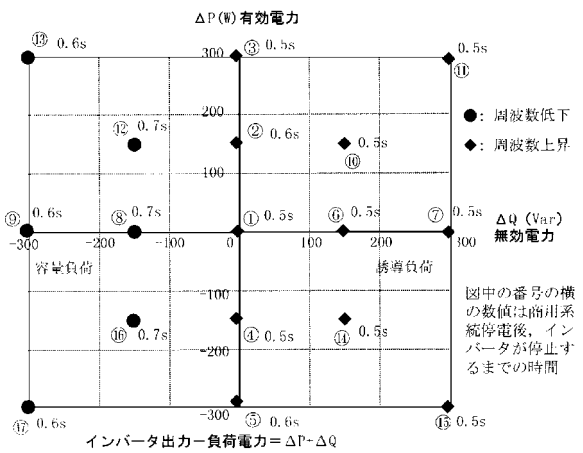 ΔP(W)有効電力
⑬ 0.6s
300
③ 0.5s
0.5s
⑪
200
⑫ 0.7s
② 0.6s
0.5s
⑩
100
●: 周波数低下
◆: 周波数上昇
⑨ 0.6s
⑧ 0.7s
① 0.5s
⑥ 0.5s
⑦ 0.5s
ΔQ (Var)
無効電力
-300
-200
-100
0
100
200
300
容量負荷
誘導負荷
-100
⑯ 0.7s
④ 0.5s
0.5s
⑭
-200
-300
⑰ 0.6s
⑤ 0.6s
⑮ 0.5s
図中の番号の横
の数値は商用系
統停電後, イン
バータが停止す
るまでの時間
インバータ出力ー負荷電力=ΔP+ΔQ